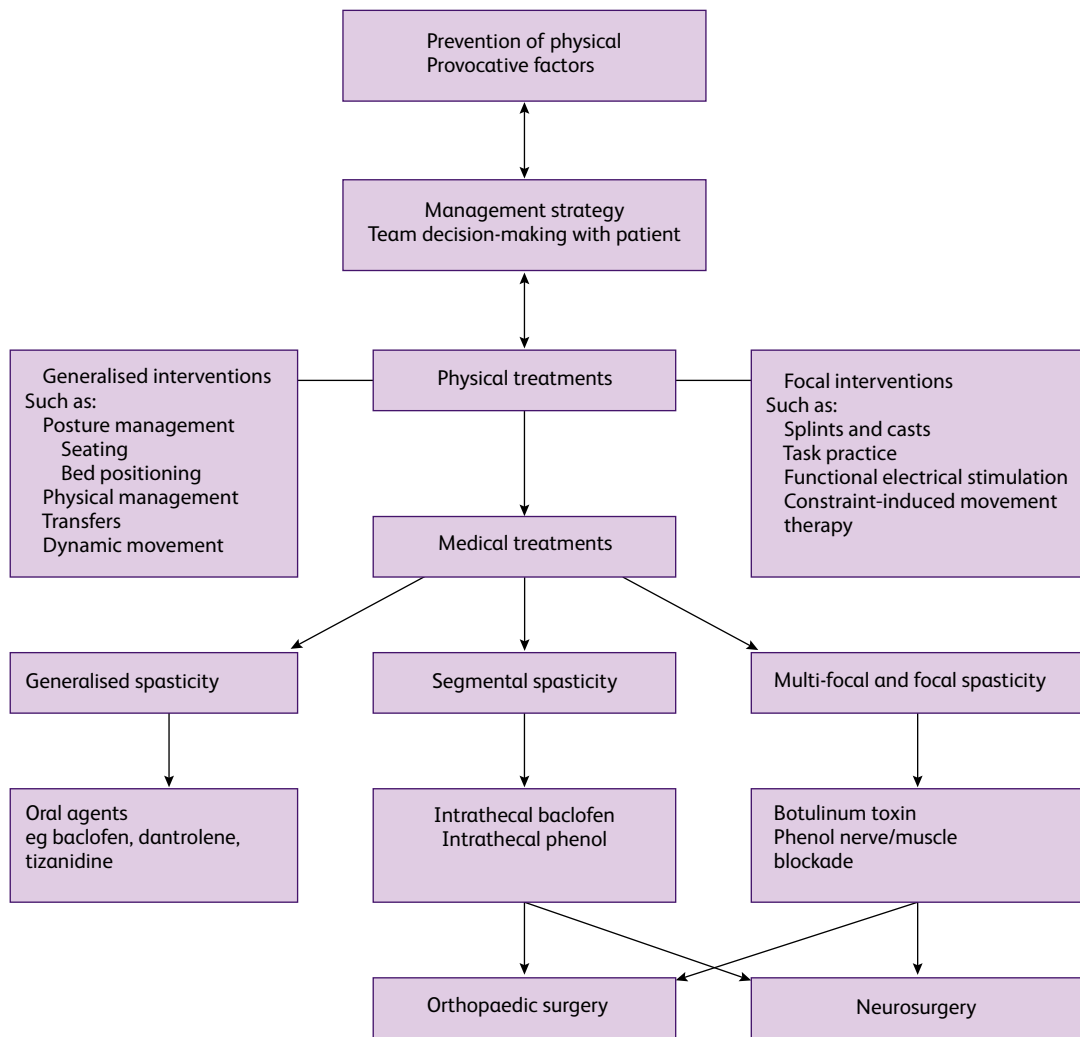 Prevention of physical
Provocative factors
Management strategy
Team decision-making with patient
Generalised interventions
Such as:
Posture management
Seating
Bed positioning
Physical management
Transfers
Dynamic movement
Physical treatments
Focal interventions
Such as:
Splints and casts
Task practice
Functional electrical stimulation
Constraint-induced movement
therapy
Medical treatments
Generalised spasticity
Segmental spasticity
Multi-focal and focal spasticity
Oral agents
eg baclofen, dantrolene,
tizanidine
Intrathecal baclofen
Intrathecal phenol
Botulinum toxin
Phenol nerve/muscle
blockade
Orthopaedic surgery
Neurosurgery